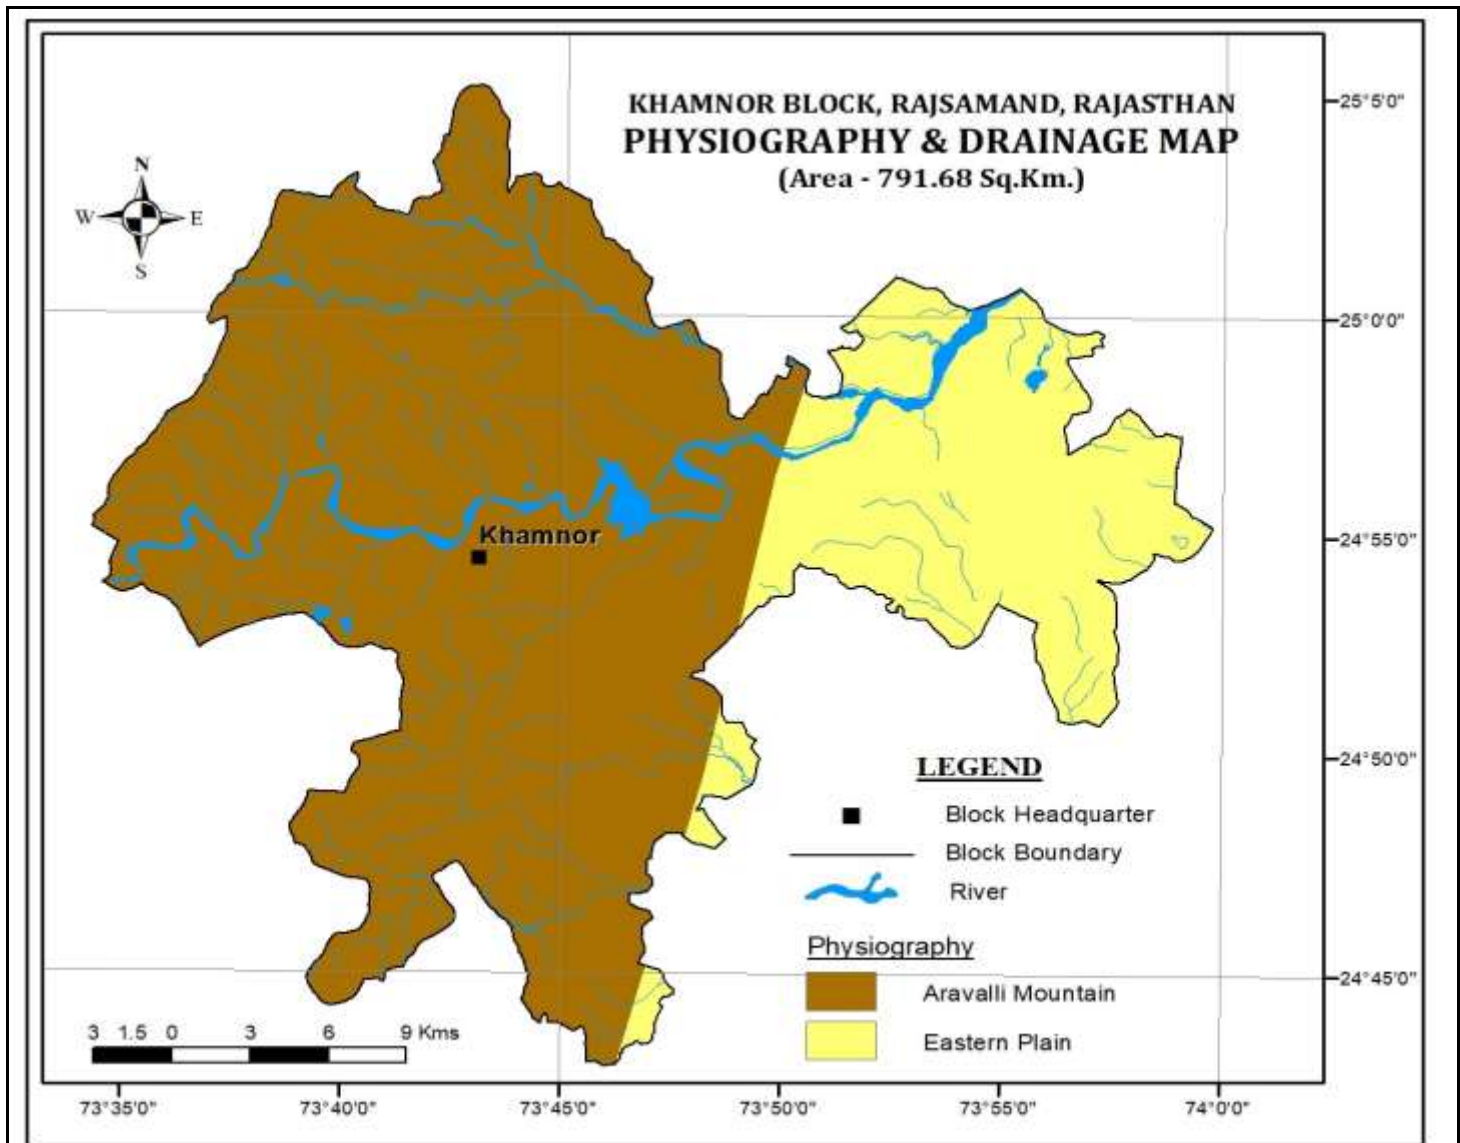 KHAMNOR BLOCK, RAJSAMAND, RAJASTHAN
PHYSIOGRAPHY & DRAINAGE MAP
(Area - 791.68 Sq.Km.)
N
W E
S
25°5'0"
25°0'0"
24°55'0"
24°50'0"
24°45'0"
Khamnor
LEGEND
Block Headquarter
Block Boundary
River
Physiography
Aravalli Mountain
Eastern Plain
3 1.5 0 3 6 9 Kms
73°35'0" 73°40'0" 73°45'0" 73°50'0" 73°55'0" 74°0'0"